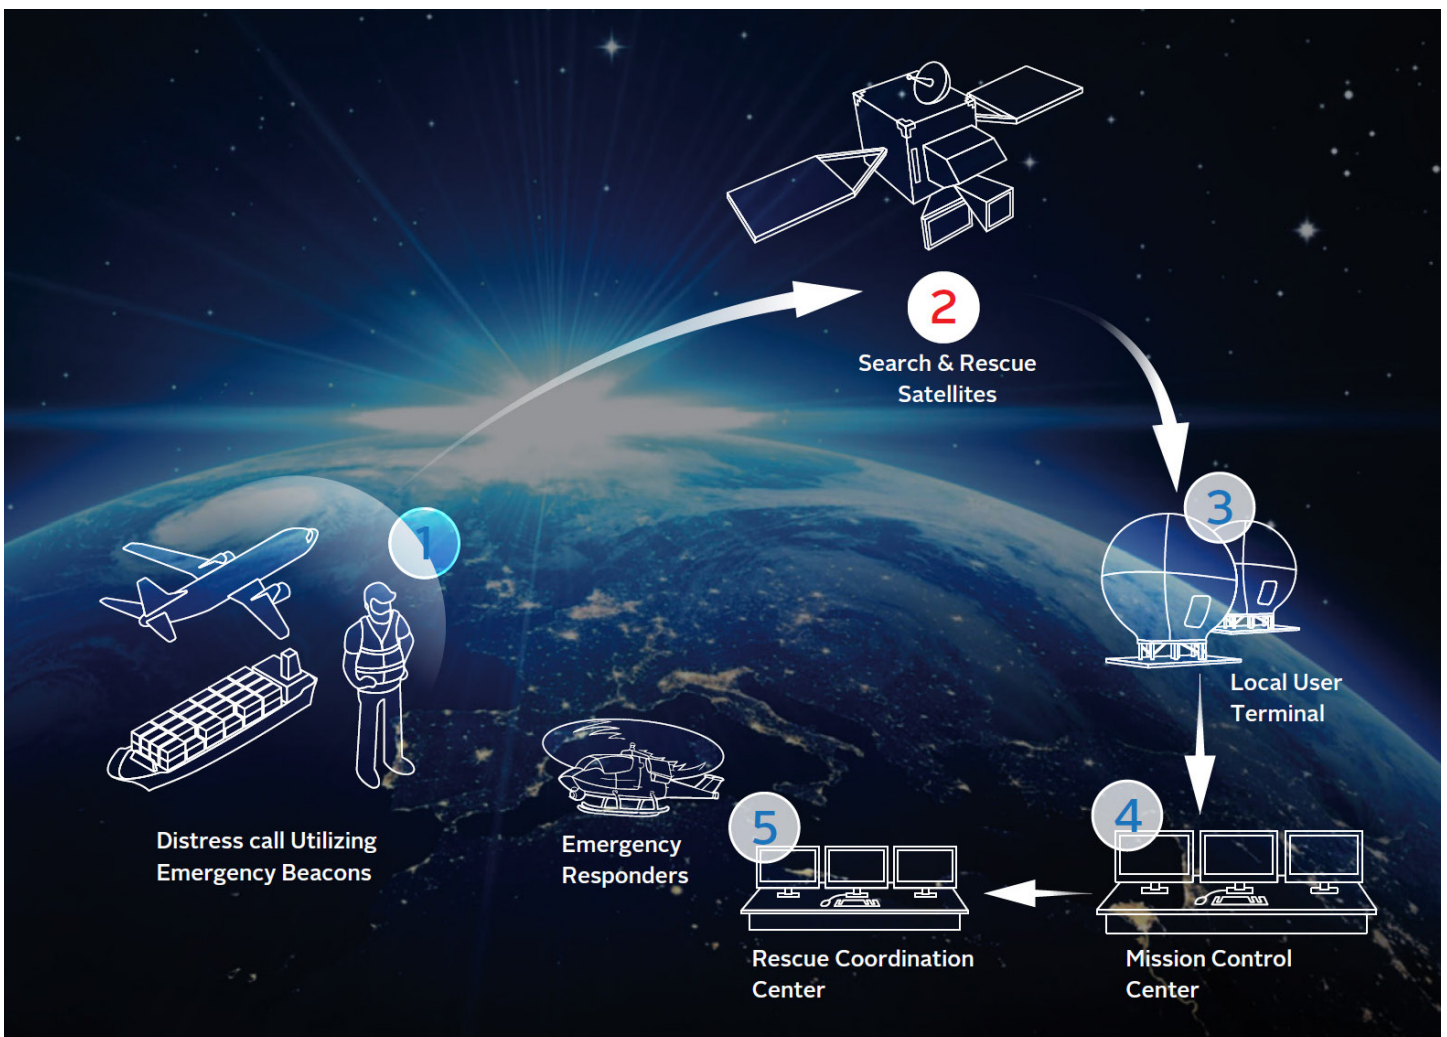 2
Search & Rescue
Satellites
1
3
Local User
Terminal
Distress call Utilizing
Emergency Beacons
Emergency
Responders
5
Rescue Coordination
Center
4
Mission Control
Center